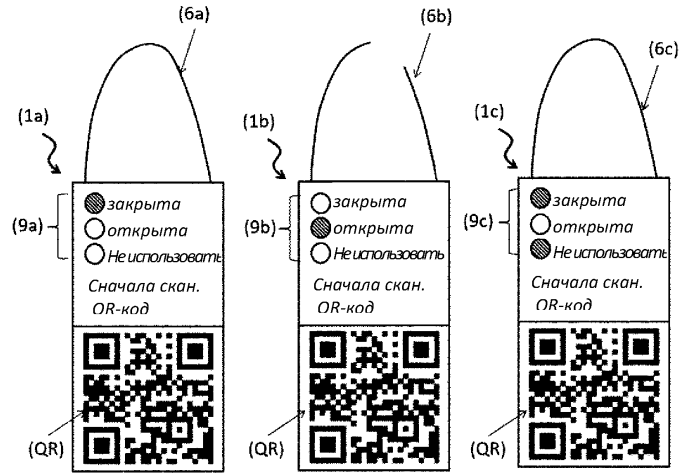 (6a)
(6b)
(6c)
(1a)
(1b)
(1c)
(9a)
закрыта
открыта
Не использовать
Сначала скан.
QR-код
(QR)
(9b)
закрыта
открыта
Не использовать
Сначала скан.
QR-код
(QR)
(9c)
закрыта
открыта
Не использовать
Сначала скан.
QR-код
(QR)